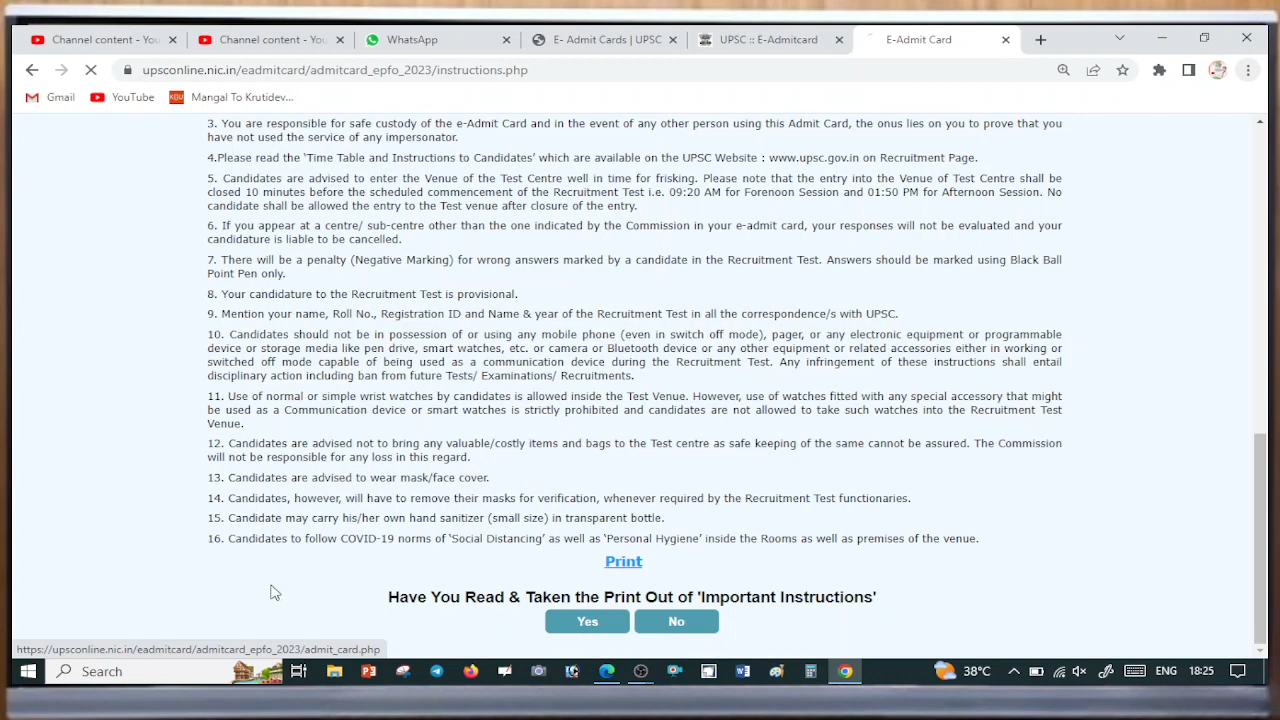 Channel content - You
Channel content - You
WhatsApp
E- Admit Cards | UPSC
UPSC :: E-Admitcard
E-Admit Card
upsconline.nic.in/eadmitcard/admitcard_epfo_2023/instructions.php
Gmail
YouTube
Mangal To Krutidev...
3. You are responsible for safe custody of the e-Admit Card and in the event of any other person using this Admit Card, the onus lies on you to prove that you
have not used the service of any impersonator.
4.Please read the 'Time Table and Instructions to Candidates' which are available on the UPSC Website : www.upsc.gov.in on Recruitment Page.
5. Candidates are advised to enter the Venue of the Test Centre well in time for frisking. Please note that the entry into the Venue of Test Centre shall be
closed 10 minutes before the scheduled commencement of the Recruitment Test i.e. 09:20 AM for Forenoon Session and 01:50 PM for Afternoon Session. No
candidate shall be allowed the entry to the Test venue after closure of the entry.
6. If you appear at a centre/ sub-centre other than the one indicated by the Commission in your e-admit card, your responses will not be evaluated and your
candidature is liable to be cancelled.
7. There will be a penalty (Negative Marking) for wrong answers marked by a candidate in the Recruitment Test. Answers should be marked using Black Ball
Point Pen only.
8. Your candidature to the Recruitment Test is provisional.
9. Mention your name, Roll No., Registration ID and Name & year of the Recruitment Test in all the correspondence/s with UPSC.
10. Candidates should not be in possession of or using any mobile phone (even in switch off mode), pager, or any electronic equipment or programmable
device or storage media like pen drive, smart watches, etc. or camera or Bluetooth device or any other equipment or related accessories either in working or
switched off mode capable of being used as a communication device during the Recruitment Test. Any infringement of these instructions shall entail
disciplinary action including ban from future Tests/ Examinations/ Recruitments.
11. Use of normal or simple wrist watches by candidates is allowed inside the Test Venue. However, use of watches fitted with any special accessory that might
be used as a Communication device or smart watches is strictly prohibited and candidates are not allowed to take such watches into the Recruitment Test
Venue.
12. Candidates are advised not to bring any valuable/costly items and bags to the Test centre as safe keeping of the same cannot be assured. The Commission
will not be responsible for any loss in this regard.
13. Candidates are advised to wear mask/face cover.
14. Candidates, however, will have to remove their masks for verification, whenever required by the Recruitment Test functionaries.
15. Candidate may carry his/her own hand sanitizer (small size) in transparent bottle.
16. Candidates to follow COVID-19 norms of 'Social Distancing' as well as 'Personal Hygiene' inside the Rooms as well as premises of the venue.
Print
Have You Read & Taken the Print Out of 'Important Instructions'
Yes
No
https://upsconline.nic.in/eadmitcard/admitcard_epfo_2023/admit_card.php
Search
38°C
ENG
18:25